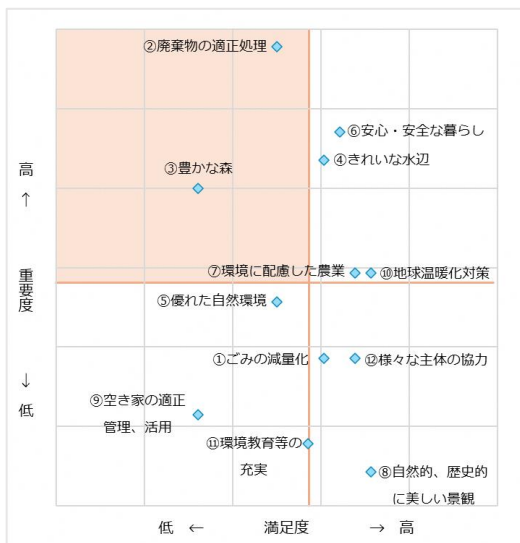 ②廃棄物の適正処理
⑥安心・安全な暮らし
④きれいな水辺
③豊かな森
高
↑
重要度
↓
低
⑦環境に配慮した農業
⑩地球温暖化対策
⑤優れた自然環境
①ごみの減量化
⑫様々な主体の協力
⑨空き家の適正
管理、活用
⑪環境教育等の
充実
⑧自然的、歴史的
に美しい景観
低 ← 満足度 → 高